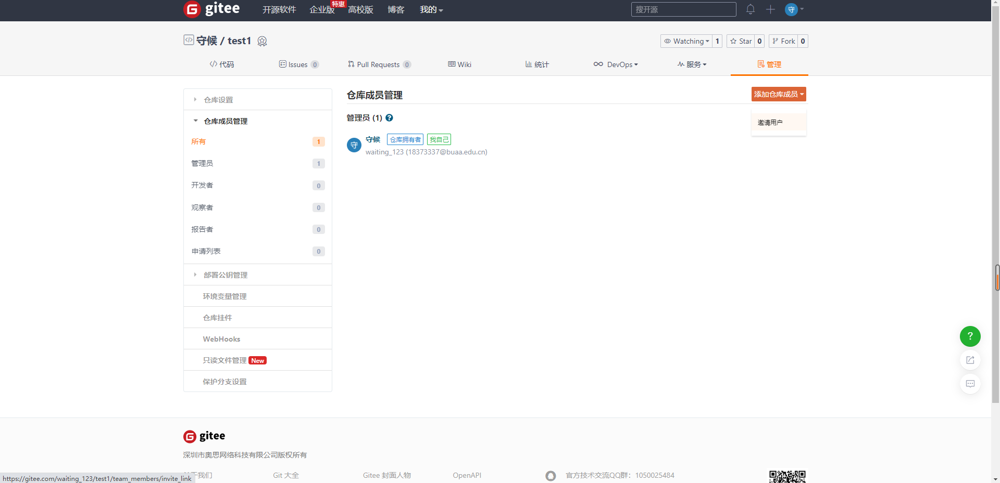 gitee 开源软件 企业版 特惠 高校版 博客 我的 搜开源 守
守候 / test1 Watching 1 Star 0 Fork 0
代码 Issues 0 Pull Requests 0 Wiki 统计 DevOps 服务 管理
仓库设置
仓库成员管理
所有 1
管理员 1
开发者 0
观察者 0
报告者 0
申请列表 0
部署公钥管理
环境变量管理
仓库挂件
WebHooks
只读文件管理 New
保护分支设置
仓库成员管理 添加仓库成员
邀请用户
管理员 (1) ?
守 守候 仓库拥有者 我自己
waiting_123 (18373337@buaa.edu.cn)
?
gitee
深圳市奥思网络科技有限公司版权所有
于我们 Git 大全 Gitee 封面人物 OpenAPI 官方技术交流QQ群：1050025484
https://gitee.com/waiting_123/test1/team_members/invite_link